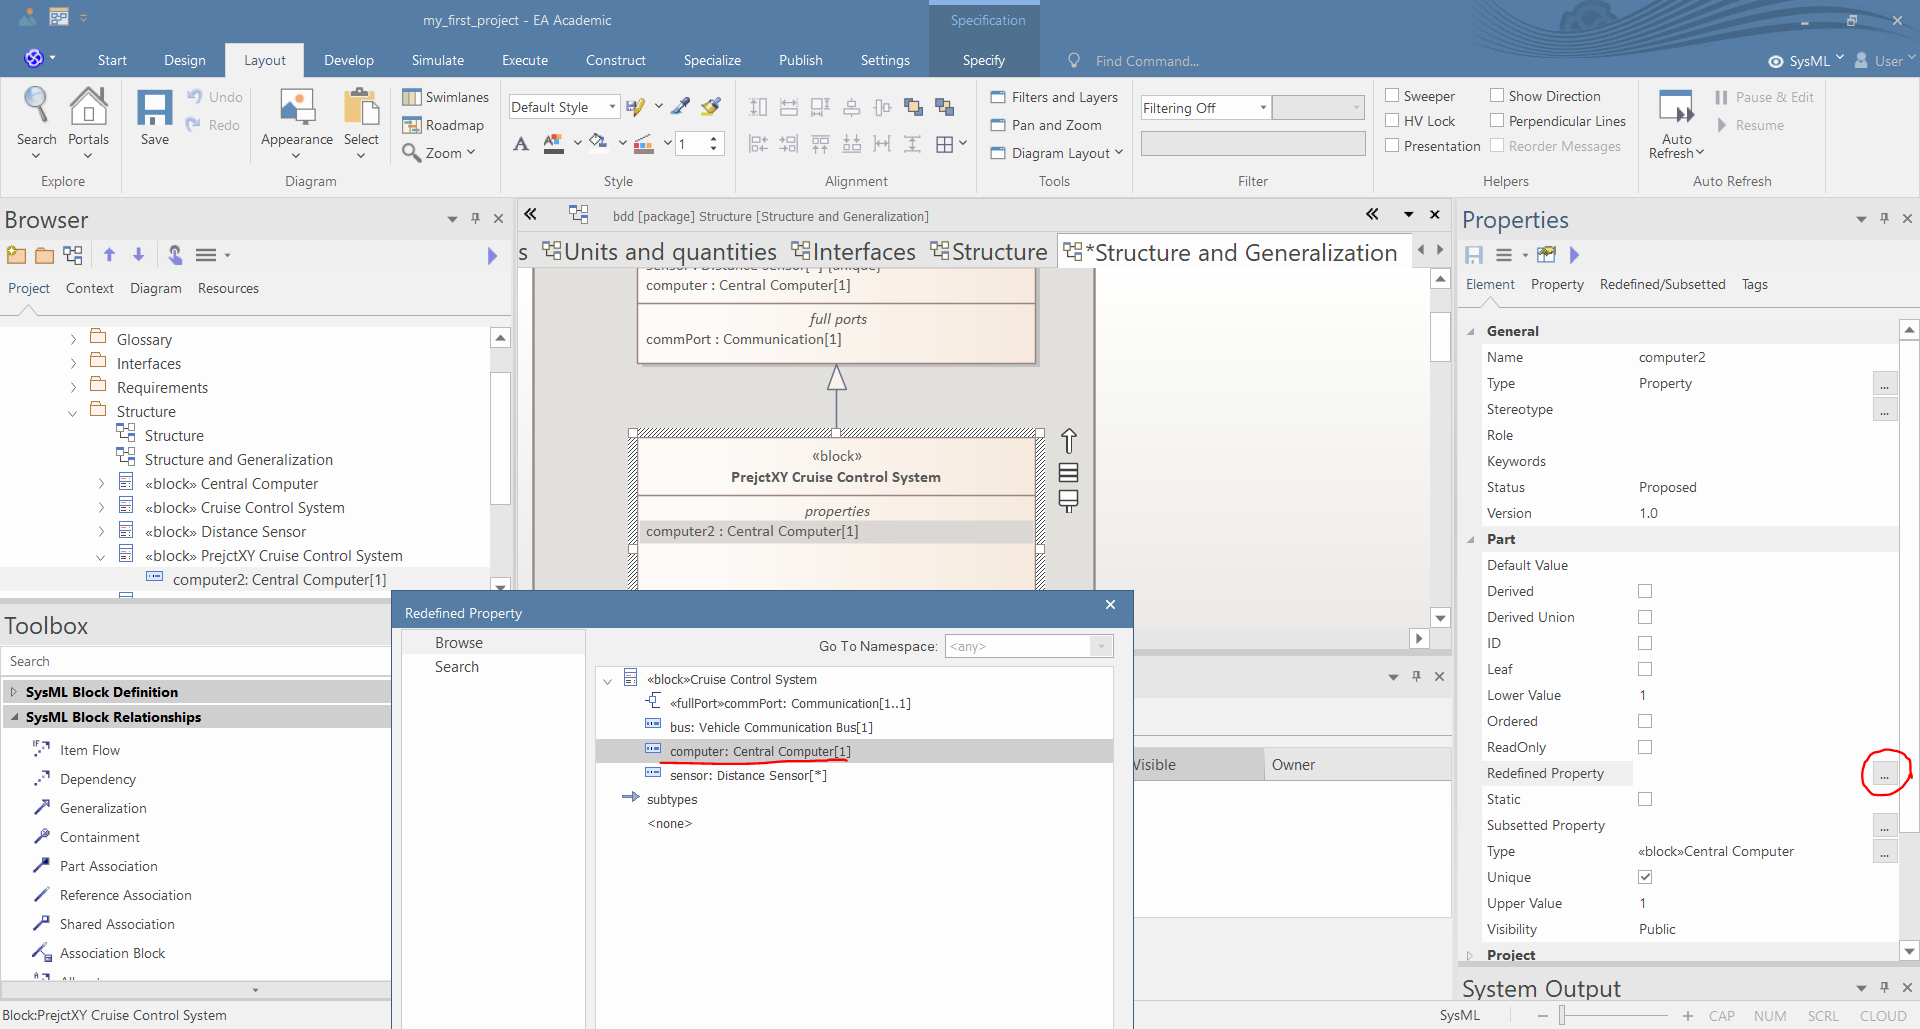 my_first_project - EA Academic
Specification
Start
Design
Layout
Develop
Simulate
Execute
Construct
Specialize
Publish
Settings
Specify
Find Command...
SysML
User
Search
Portals
Explore
Save
Undo
Redo
Appearance
Select
Swimlanes
Roadmap
Zoom
Diagram
Default Style
1
Style
Alignment
Filters and Layers
Pan and Zoom
Diagram Layout
Tools
Filtering Off
Filter
Sweeper
HV Lock
Presentation
Show Direction
Perpendicular Lines
Reorder Messages
Helpers
Auto
Refresh
Pause & Edit
Resume
Auto Refresh
Browser
Project
Context
Diagram
Resources
Glossary
Interfaces
Requirements
Structure
Structure
Structure and Generalization
«block» Central Computer
«block» Cruise Control System
«block» Distance Sensor
«block» PrejctXY Cruise Control System
computer2: Central Computer[1]
Toolbox
Search
SysML Block Definition
SysML Block Relationships
Item Flow
Dependency
Generalization
Containment
Part Association
Reference Association
Shared Association
Association Block
bdd [package] Structure [Structure and Generalization]
s
Units and quantities
Interfaces
Structure
*Structure and Generalization
sensor : Distance Sensor[*] {unique}
computer : Central Computer[1]
full ports
commPort : Communication[1]
«block»
PrejctXY Cruise Control System
properties
computer2 : Central Computer[1]
Redefined Property
Browse
Search
Go To Namespace:
<any>
«block»Cruise Control System
«fullPort»commPort: Communication[1..1]
bus: Vehicle Communication Bus[1]
computer: Central Computer[1]
sensor: Distance Sensor[*]
subtypes
<none>
Visible
Owner
Properties
Element
Property
Redefined/Subsetted
Tags
General
Name computer2
Type Property ...
Stereotype ...
Role
Keywords
Status Proposed
Version 1.0
Part
Default Value
Derived
Derived Union
ID
Leaf
Lower Value 1
Ordered
ReadOnly
Redefined Property ...
Static
Subsetted Property ...
Type «block»Central Computer ...
Unique
Upper Value 1
Visibility Public
Project
System Output
Block:PrejctXY Cruise Control System
SysML
CAP
NUM
SCRL
CLOUD